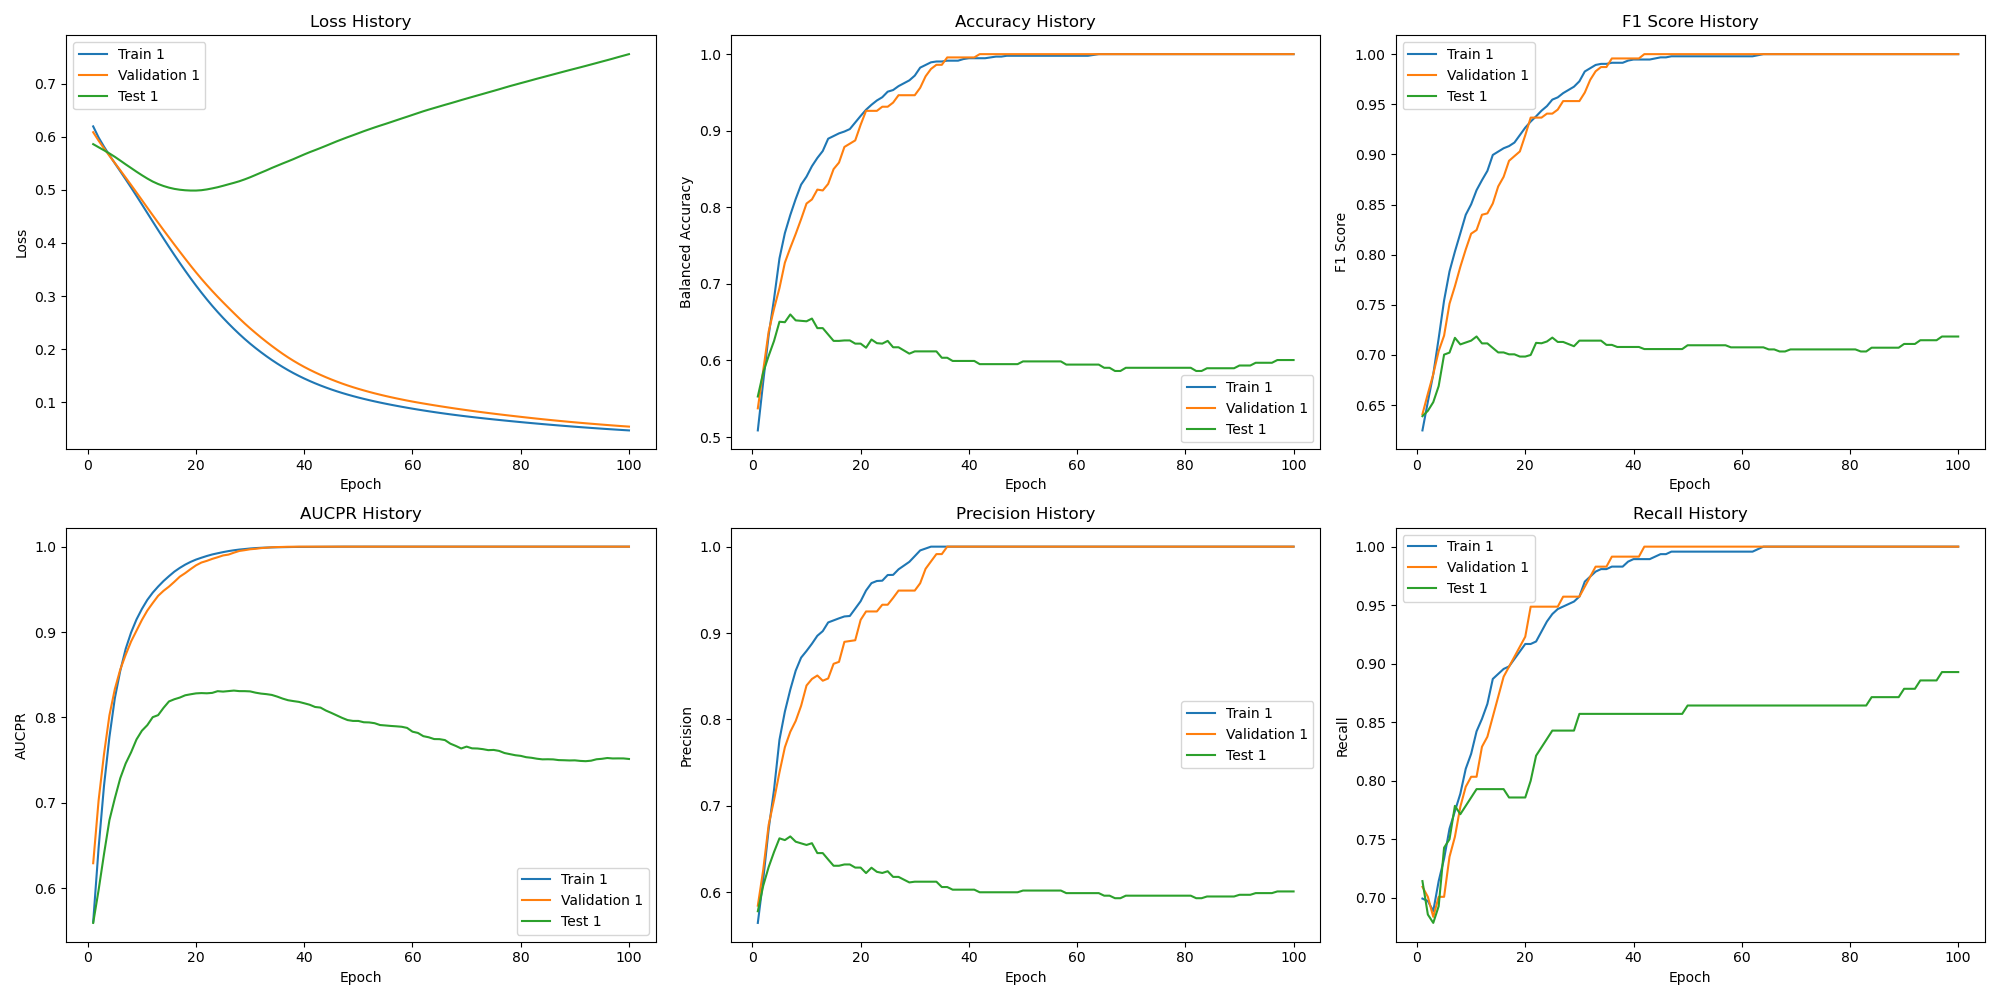 Loss History
Train 1
Validation 1
Test 1
Loss
0.7
0.6
0.5
0.4
0.3
0.2
0.1
0 20 40 60 80 100
Epoch
Accuracy History
Balanced Accuracy
1.0
0.9
0.8
0.7
0.6
0.5
Train 1
Validation 1
Test 1
0 20 40 60 80 100
Epoch
F1 Score History
Train 1
Validation 1
Test 1
F1 Score
1.00
0.95
0.90
0.85
0.80
0.75
0.70
0.65
0 20 40 60 80 100
Epoch
AUCPR History
AUCPR
1.0
0.9
0.8
0.7
0.6
Train 1
Validation 1
Test 1
0 20 40 60 80 100
Epoch
Precision History
Precision
1.0
0.9
0.8
0.7
0.6
Train 1
Validation 1
Test 1
0 20 40 60 80 100
Epoch
Recall History
Train 1
Validation 1
Test 1
Recall
1.00
0.95
0.90
0.85
0.80
0.75
0.70
0 20 40 60 80 100
Epoch